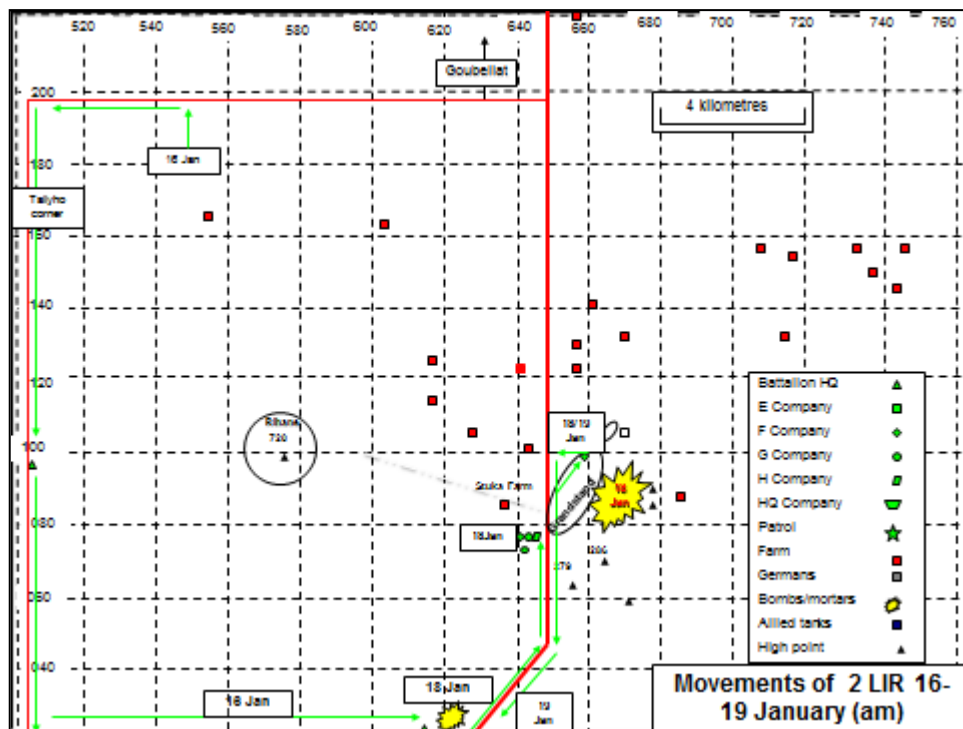 520 540 560 580 600 620 640 660 680 700 720 740 760
Goubellat
200
4 kilometres
16 Jan
180
Tallyho
corner
160
140
120
Battalion HQ
E Company
F Company
G Company
H Company
HQ Company
Patrol
Farm
Germans
Bombs/mortars
Allied tanks
High point
18/19
Jan
Rihane
720
100
Stuka Farm
Grandstand
18
Jan
080
18Jan
286
279
060
040
16 Jan
18 Jan
19
Jan
Movements of 2 LIR 16-
19 January (am)